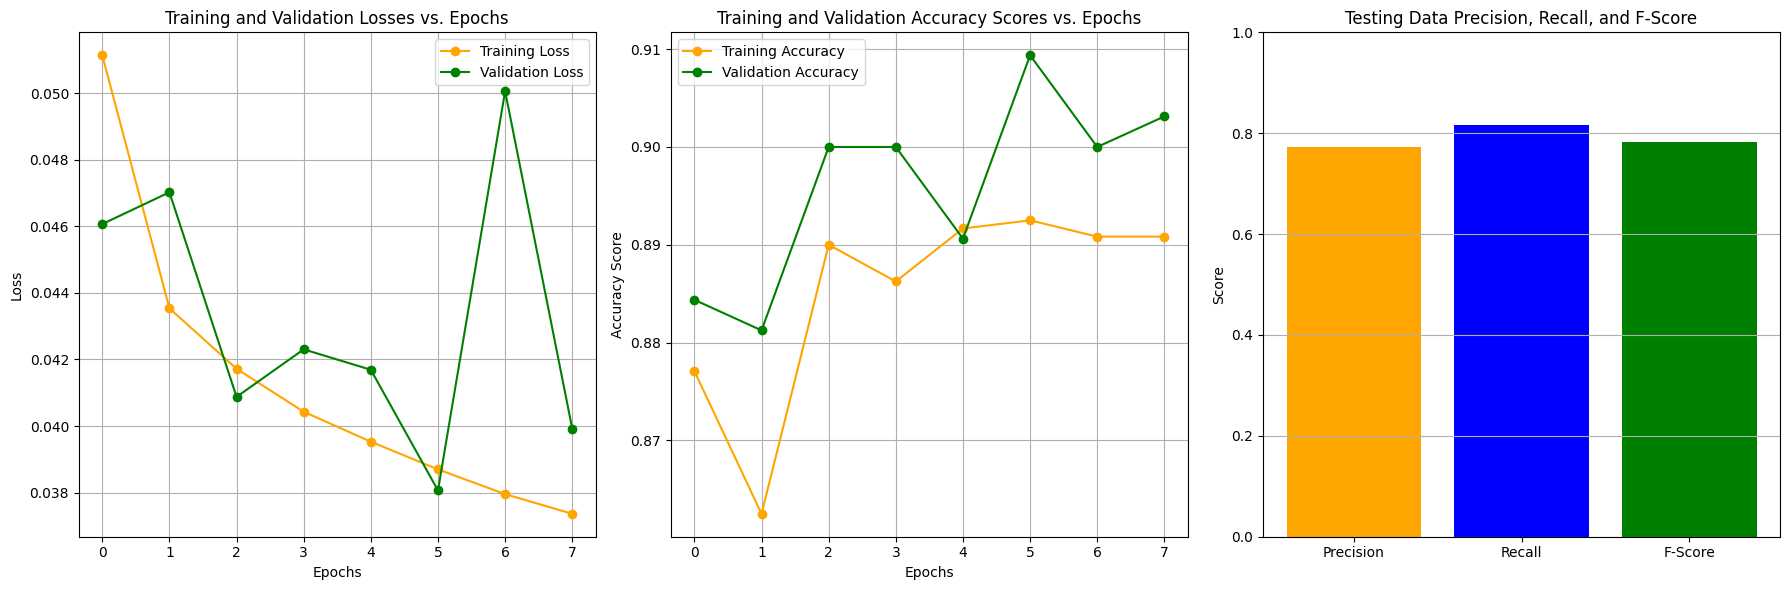 Training and Validation Losses vs. Epochs
Training Loss
Validation Loss
0.050
0.048
0.046
0.044
0.042
0.040
0.038
Loss
0 1 2 3 4 5 6 7
Epochs
Training and Validation Accuracy Scores vs. Epochs
Training Accuracy
Validation Accuracy
0.91
0.90
0.89
0.88
0.87
Accuracy Score
0 1 2 3 4 5 6 7
Epochs
Testing Data Precision, Recall, and F-Score
1.0
0.8
0.6
0.4
0.2
0.0
Score
Precision Recall F-Score